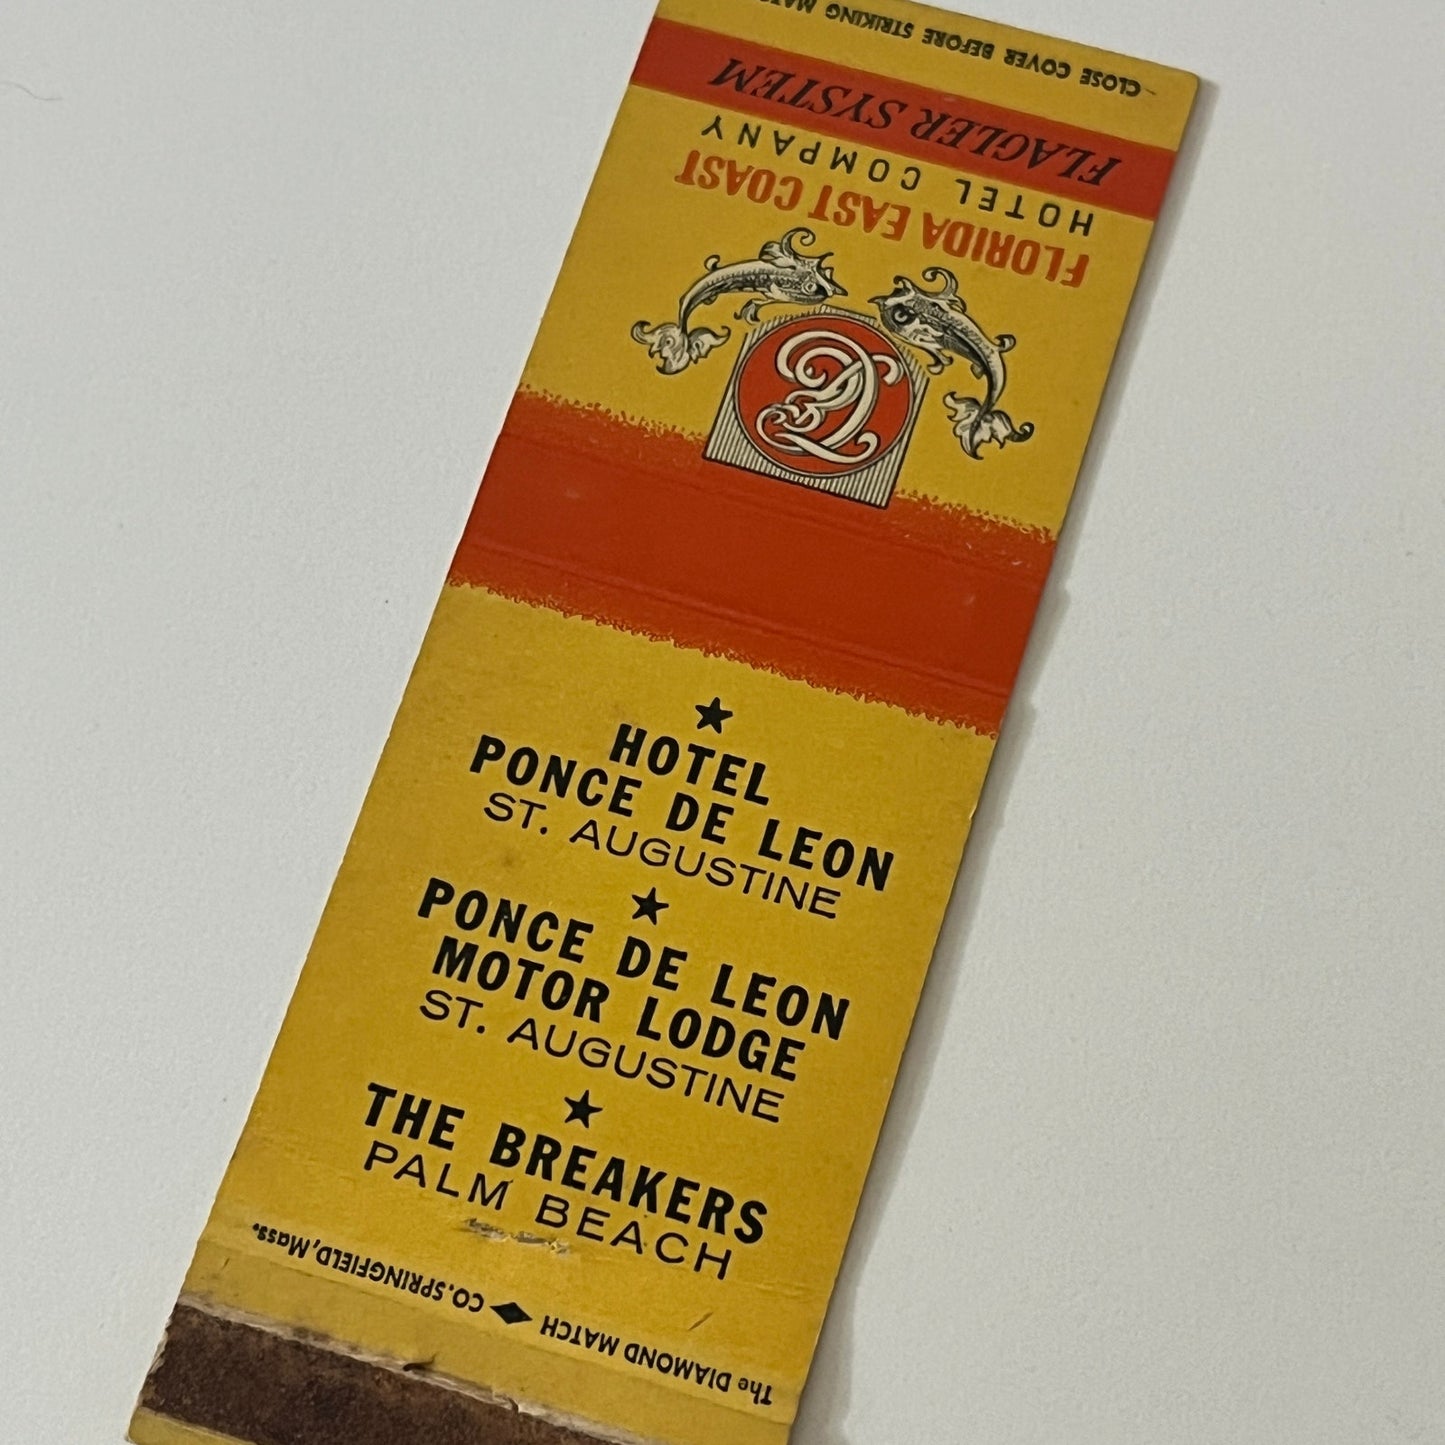 CLOSE COVER BEFORE STRIKING
FLAGLER SYSTEM
HOTEL COMPANY
FLORIDA EAST COAST
HOTEL
PONCE DE LEON
ST. AUGUSTINE
PONCE DE LEON
MOTOR LODGE
ST. AUGUSTINE
THE BREAKERS
PALM BEACH
The DIAMOND MATCH CO. SPRINGFIELD, Mass.